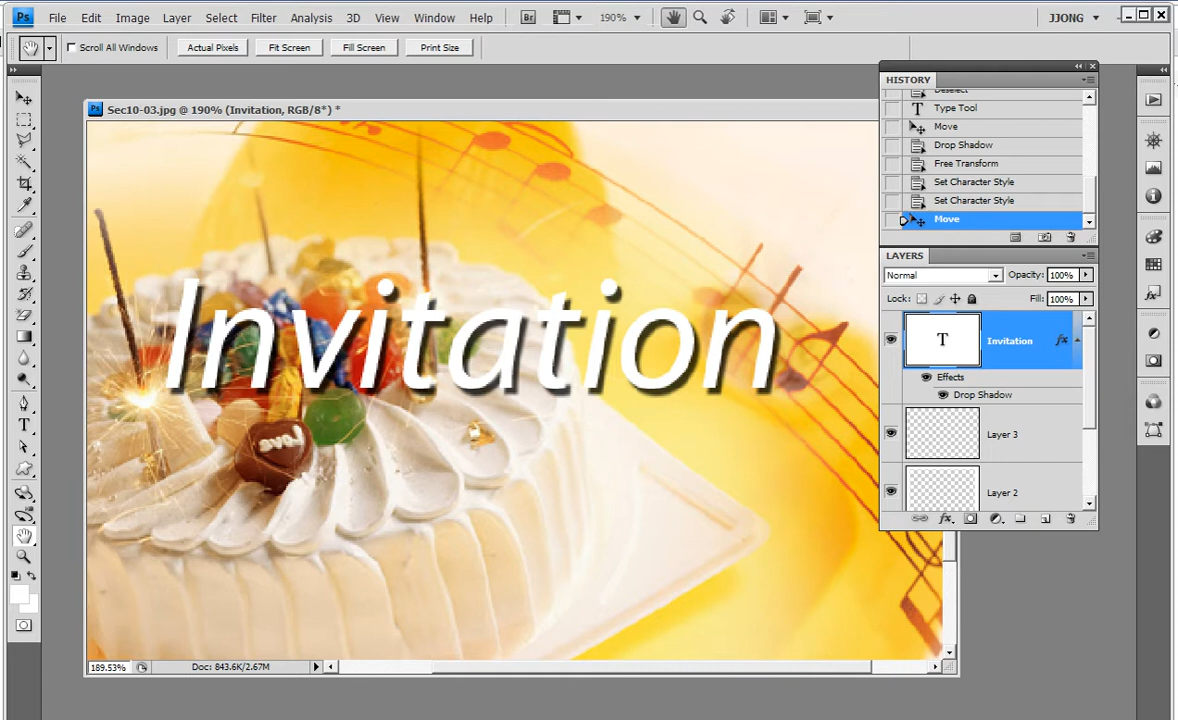 Ps File Edit Image Layer Select Filter Analysis 3D View Window Help Br 190% JJONG
Scroll All Windows Actual Pixels Fit Screen Fill Screen Print Size
Ps Sec10-03.jpg @ 190% (Invitation, RGB/8*) *
Invitation
love
189.53% Doc: 843.6K/2.67M
HISTORY
Deselect
T Type Tool
Move
Drop Shadow
Free Transform
Set Character Style
Set Character Style
Move
LAYERS
Normal Opacity: 100%
Lock: Fill: 100%
T Invitation fx
Effects
Drop Shadow
Layer 3
Layer 2
fx
T